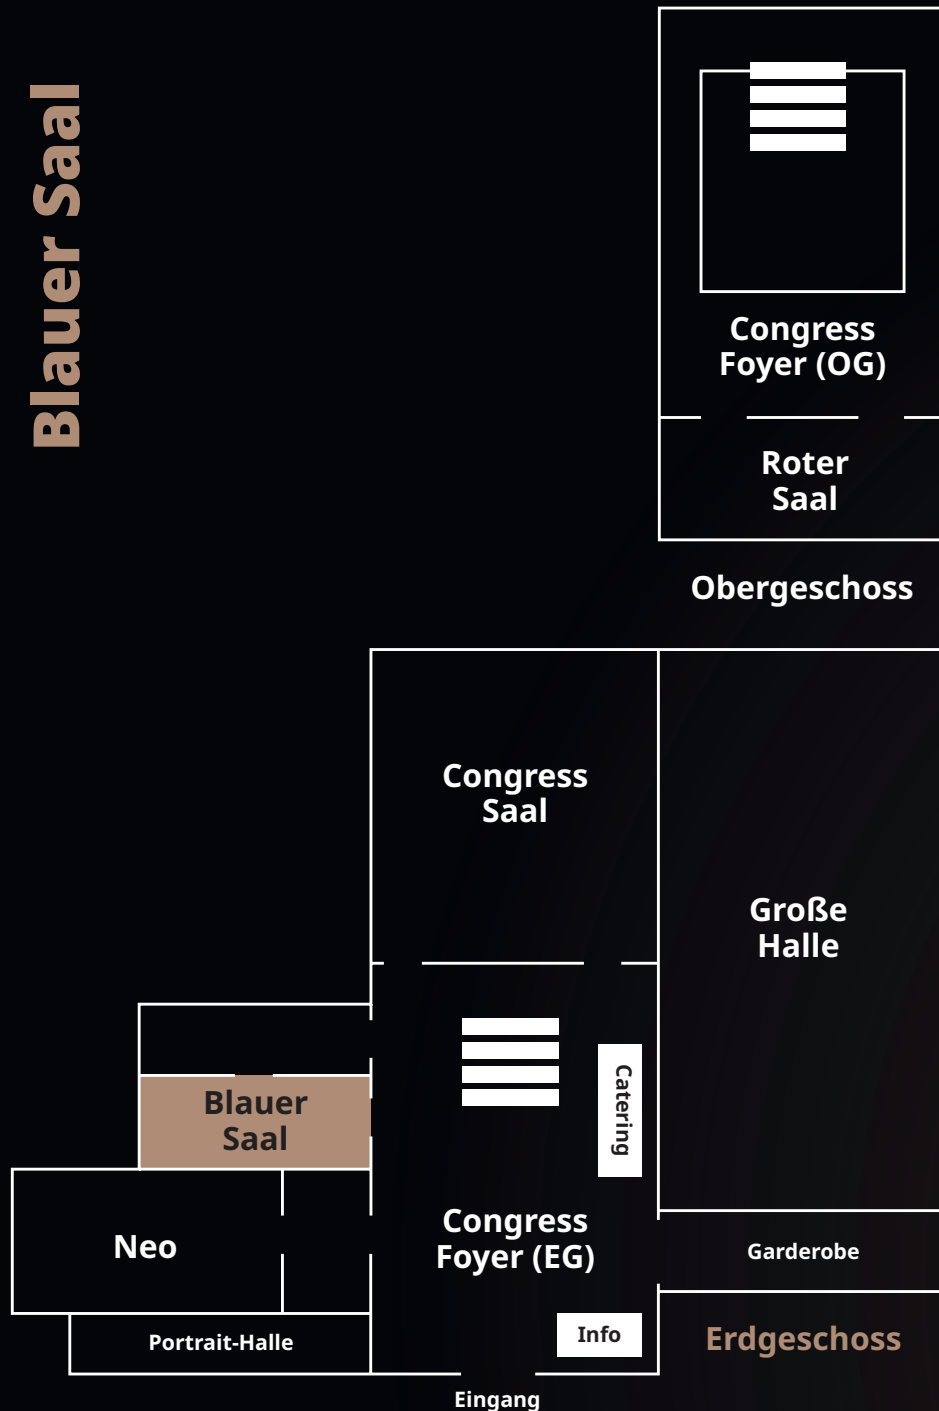 Blauer Saal
Congress
Foyer (OG)
Roter
Saal
Obergeschoss
Congress
Saal
Große
Halle
Blauer
Saal
Catering
Neo
Congress
Foyer (EG)
Garderobe
Portrait-Halle
Info
Erdgeschoss
Eingang